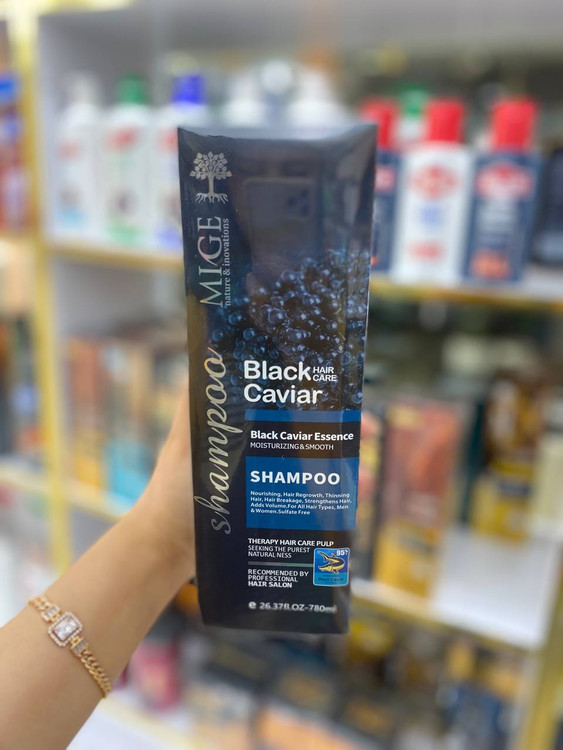 MIGE
nature & inovations
shampoo
Black HAIR CARE
Caviar
Black Caviar Essence
MOISTURIZING & SMOOTH
SHAMPOO
Nourishing, Hair Regrowth, Thinning
Hair, Hair Breakage, Strengthens Hair,
Adds Volume,For All Hair Types, Men
& Women.Sulfate Free
THERAPY HAIR CARE PULP
SEEKING THE PUREST
NATURAL NESS
RECOMMENDED BY
PROFESSIONAL
HAIR SALON
e 26.37fl.OZ-780ml